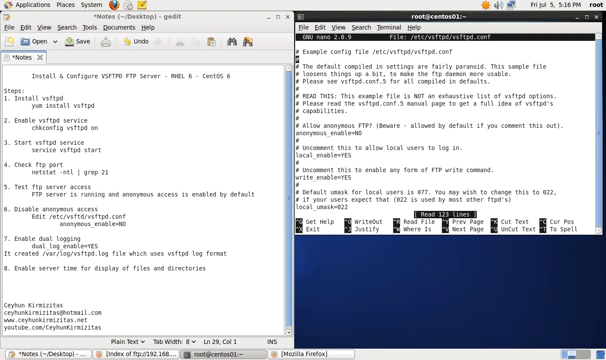 Applications Places System
Fri Jul 5, 5:16 PM root
*Notes (~/Desktop) - gedit
File Edit View Search Tools Documents Help
Open Save Undo
*Notes
Install & Configure VSFTPD FTP Server - RHEL 6 - CentOS 6
Steps:
1. Install vsftpd
yum install vsftpd
2. Enable vsftpd service
chkconfig vsftpd on
3. Start vsftpd service
service vsftpd start
4. Check ftp port
netstat -ntl | grep 21
5. Test ftp server access
FTP server is running and anonymous access is enabled by default
6. Disable anonymous access
Edit /etc/vsftd/vsftpd.conf
anonymous_enable=NO
7. Enable dual logging
dual_log_enable=YES
It created /var/log/vsftpd.log file which uses vsftpd log format
8. Enable server time for display of files and directories
Ceyhun Kirmizitas
ceyhunkirmizitas@hotmail.com
www.ceyhunkirmizitas.net
youtube.com/CeyhunKirmizitas
Plain Text Tab Width: 8 Ln 29, Col 1 INS
root@centos01:~
File Edit View Search Terminal Help
GNU nano 2.0.9 File: /etc/vsftpd/vsftpd.conf
# Example config file /etc/vsftpd/vsftpd.conf
#
# The default compiled in settings are fairly paranoid. This sample file
# loosens things up a bit, to make the ftp daemon more usable.
# Please see vsftpd.conf.5 for all compiled in defaults.
#
# READ THIS: This example file is NOT an exhaustive list of vsftpd options.
# Please read the vsftpd.conf.5 manual page to get a full idea of vsftpd's
# capabilities.
#
# Allow anonymous FTP? (Beware - allowed by default if you comment this out).
anonymous_enable=NO
#
# Uncomment this to allow local users to log in.
local_enable=YES
#
# Uncomment this to enable any form of FTP write command.
write_enable=YES
#
# Default umask for local users is 077. You may wish to change this to 022,
# if your users expect that (022 is used by most other ftpd's)
local_umask=022
[ Read 123 lines ]
^G Get Help ^O WriteOut ^R Read File ^Y Prev Page ^K Cut Text ^C Cur Pos
^X Exit ^J Justify ^W Where Is ^V Next Page ^U UnCut Text ^T To Spell
*Notes (~/Desktop) - ... [Index of ftp://192.168.... root@centos01:~ [Mozilla Firefox]